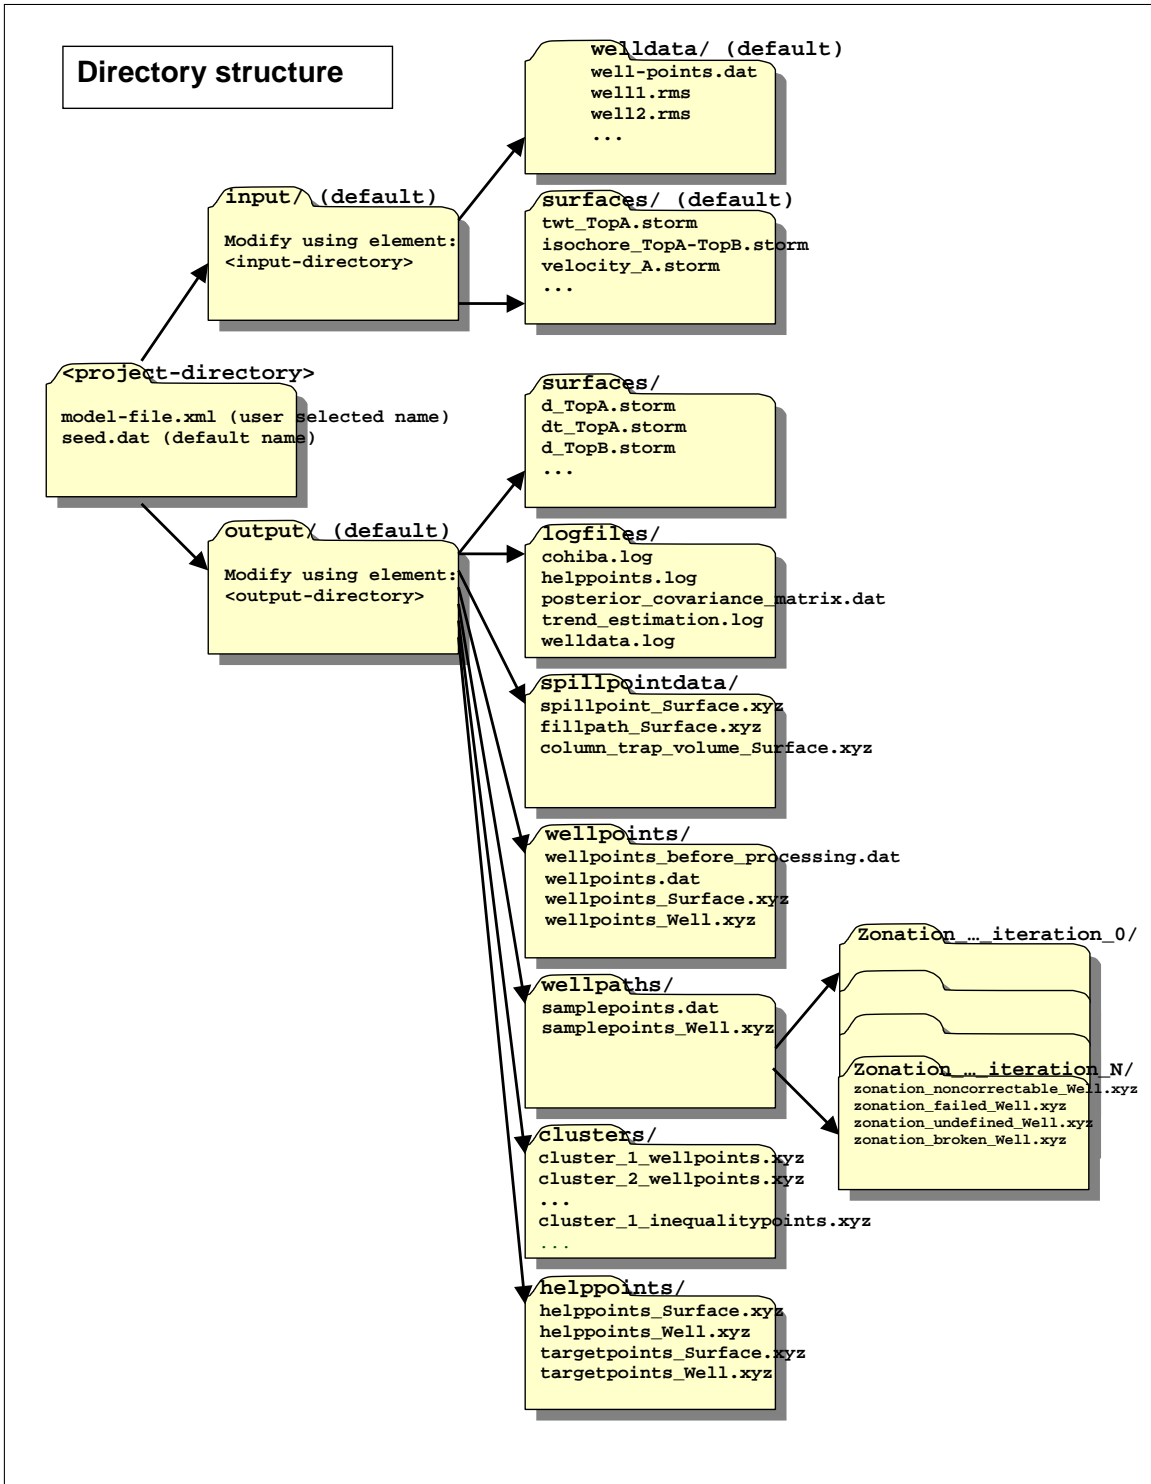 Directory structure
welldata/ (default)
well-points.dat
well1.rms
well2.rms
...
input/ (default)
Modify using element:
<input-directory>
surfaces/ (default)
twt_TopA.storm
isochore_TopA-TopB.storm
velocity_A.storm
...
<project-directory>
model-file.xml (user selected name)
seed.dat (default name)
surfaces/
d_TopA.storm
dt_TopA.storm
d_TopB.storm
...
output/ (default)
Modify using element:
<output-directory>
logfiles/
cohiba.log
helppoints.log
posterior_covariance_matrix.dat
trend_estimation.log
welldata.log
spillpointdata/
spillpoint_Surface.xyz
fillpath_Surface.xyz
column_trap_volume_Surface.xyz
wellpoints/
wellpoints_before_processing.dat
wellpoints.dat
wellpoints_Surface.xyz
wellpoints_Well.xyz
wellpaths/
samplepoints.dat
samplepoints_Well.xyz
Zonation_…_iteration_0/
Zonation_…_iteration_N/
zonation_noncorrectable_Well.xyz
zonation_failed_Well.xyz
zonation_undefined_Well.xyz
zonation_broken_Well.xyz
clusters/
cluster_1_wellpoints.xyz
cluster_2_wellpoints.xyz
...
cluster_1_inequalitypoints.xyz
...
helppoints/
helppoints_Surface.xyz
helppoints_Well.xyz
targetpoints_Surface.xyz
targetpoints_Well.xyz